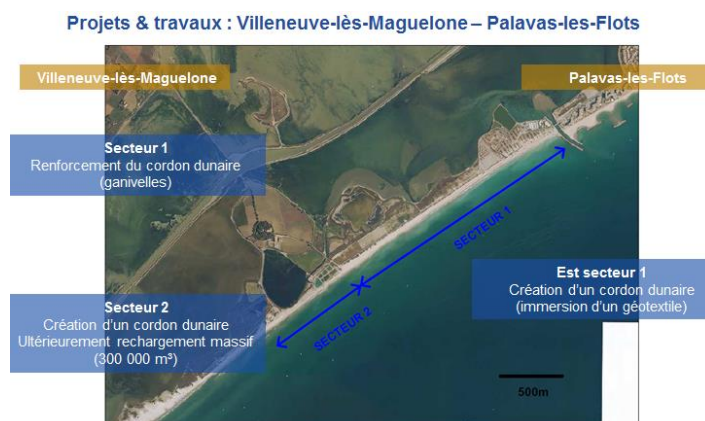 Projets & travaux : Villeneuve-lès-Maguelone – Palavas-les-Flots
Villeneuve-lès-Maguelone
Palavas-les-Flots
Secteur 1
Renforcement du cordon dunaire
(ganivelles)
SECTEUR 1
Est secteur 1
Création d'un cordon dunaire
(immersion d'un géotextile)
Secteur 2
Création d'un cordon dunaire
Ultérieurement rechargement massif
(300 000 m³)
SECTEUR 2
500m